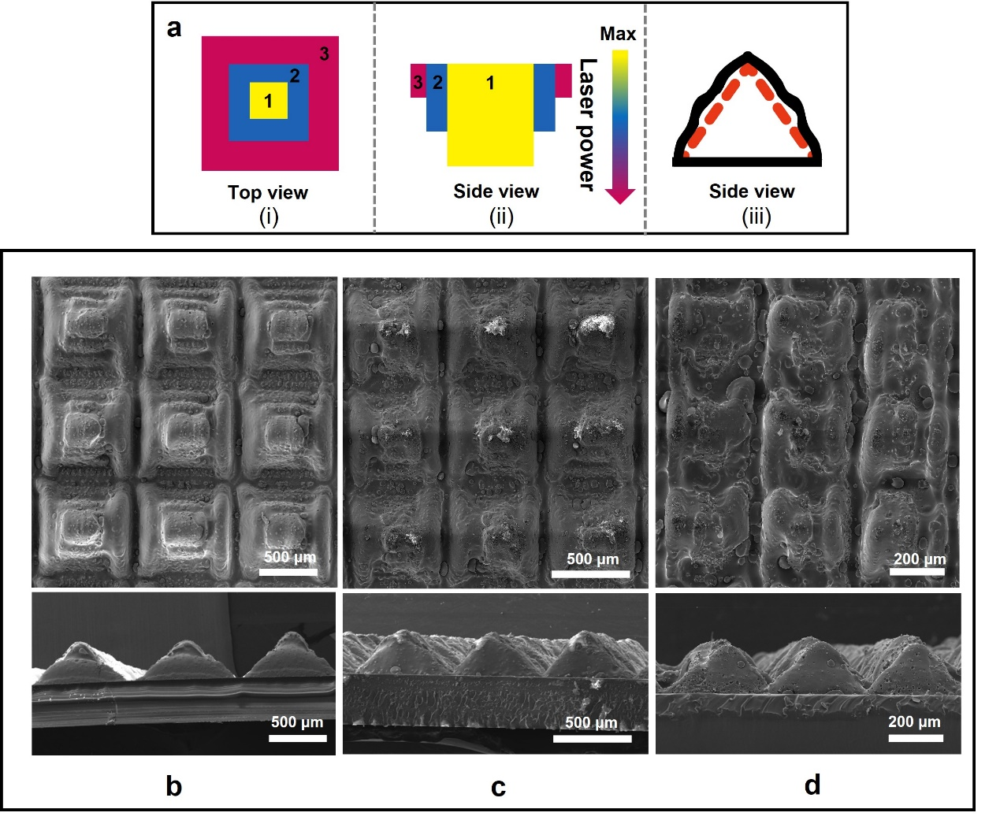 a
3
2
1
Top view
(i)
3 2 1
Side view
(ii)
Max
Laser power
Side view
(iii)
500 μm
500 μm
200 μm
500 μm
500 μm
200 μm
b
c
d